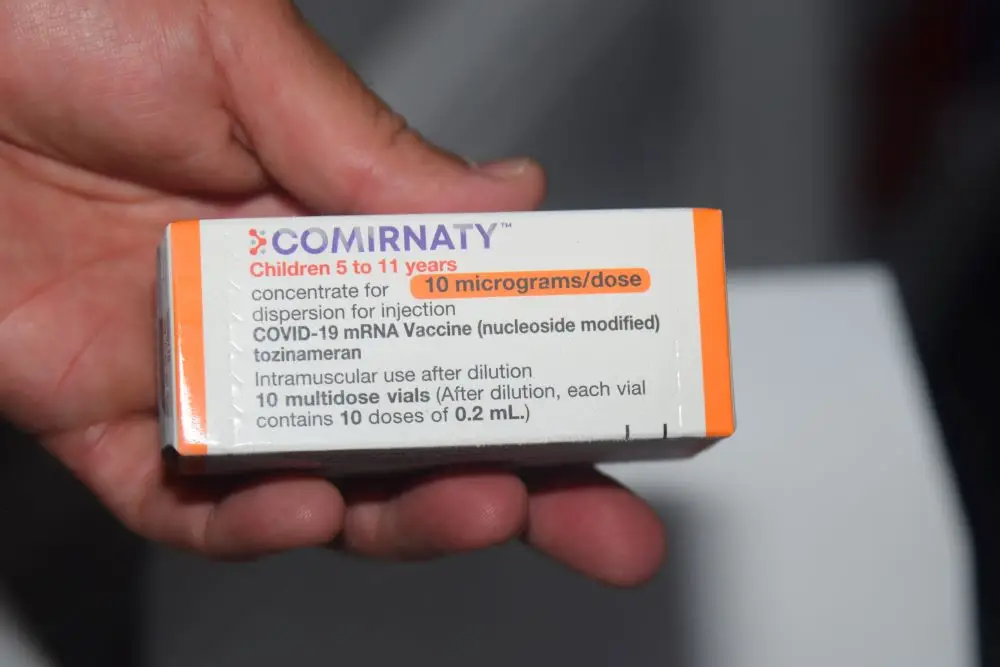 COMIRNATY™
Children 5 to 11 years
concentrate for 10 micrograms/dose
dispersion for injection
COVID-19 mRNA Vaccine (nucleoside modified)
tozinameran
Intramuscular use after dilution
10 multidose vials (After dilution, each vial
contains 10 doses of 0.2 mL.)